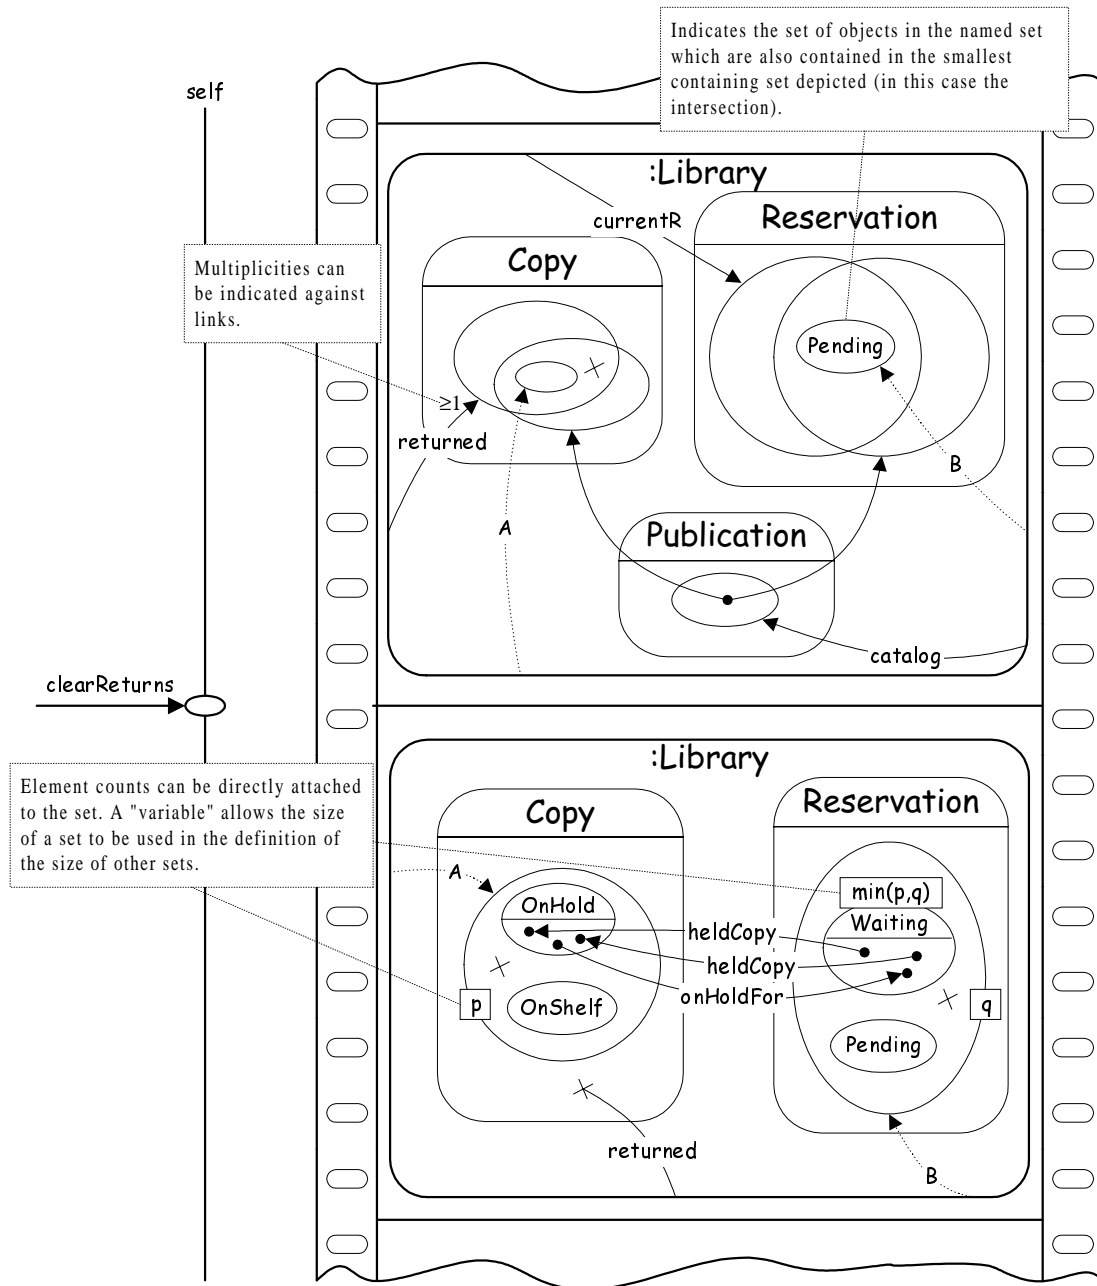 Indicates the set of objects in the named set
which are also contained in the smallest
containing set depicted (in this case the
intersection).
self
:Library
currentR
Reservation
Copy
Multiplicities can
be indicated against
links.
Pending
≥1
returned
B
A
Publication
catalog
clearReturns
:Library
Element counts can be directly attached
to the set. A "variable" allows the size
of a set to be used in the definition of
the size of other sets.
Copy
Reservation
A
OnHold
min(p,q)
Waiting
heldCopy
heldCopy
onHoldFor
p
OnShelf
q
Pending
returned
B